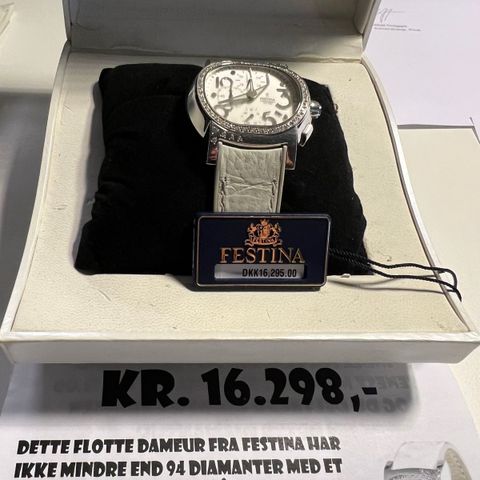 FESTINA
DKK16,295.00
KR. 16.298,-
DETTE FLOTTE DAMEUR FRA FESTINA HAR
IKKE MINDRE END 94 DIAMANTER MED ET